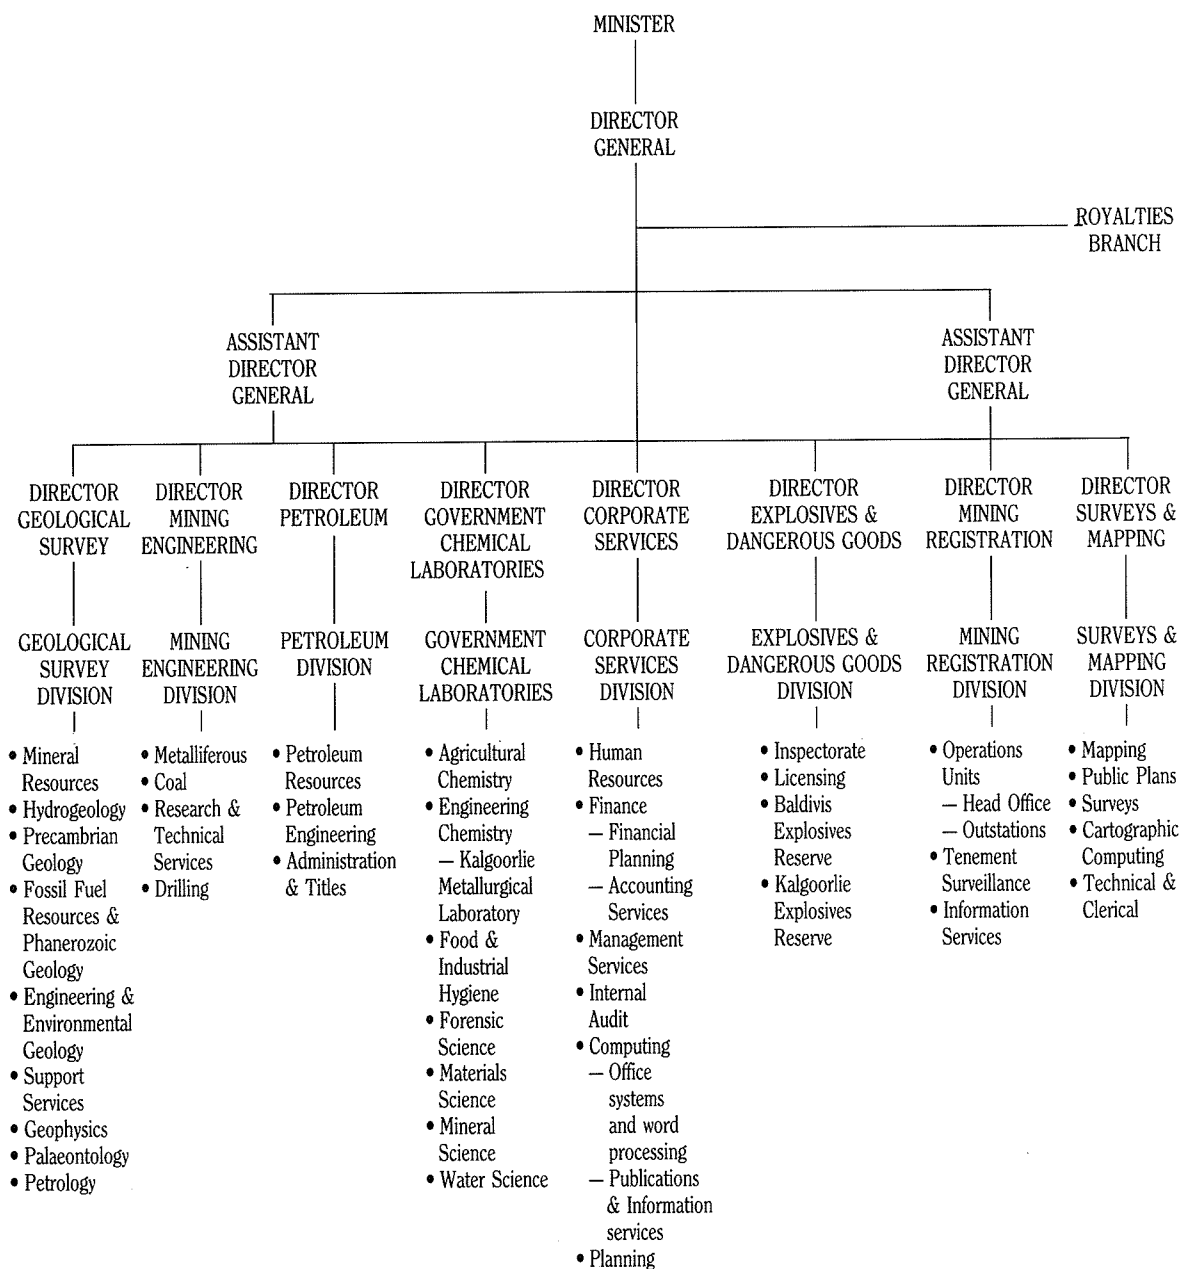 MINISTER
DIRECTOR
GENERAL
ROYALTIES
BRANCH
ASSISTANT
DIRECTOR
GENERAL
ASSISTANT
DIRECTOR
GENERAL
DIRECTOR
GEOLOGICAL
SURVEY
DIRECTOR
MINING
ENGINEERING
DIRECTOR
PETROLEUM
DIRECTOR
GOVERNMENT
CHEMICAL
LABORATORIES
DIRECTOR
CORPORATE
SERVICES
DIRECTOR
EXPLOSIVES &
DANGEROUS GOODS
DIRECTOR
MINING
REGISTRATION
DIRECTOR
SURVEYS &
MAPPING
GEOLOGICAL
SURVEY
DIVISION
MINING
ENGINEERING
DIVISION
PETROLEUM
DIVISION
GOVERNMENT
CHEMICAL
LABORATORIES
CORPORATE
SERVICES
DIVISION
EXPLOSIVES &
DANGEROUS GOODS
DIVISION
MINING
REGISTRATION
DIVISION
SURVEYS &
MAPPING
DIVISION
• Mineral
Resources
• Hydrogeology
• Precambrian
Geology
• Fossil Fuel
Resources &
Phanerozoic
Geology
• Engineering &
Environmental
Geology
• Support
Services
• Geophysics
• Palaeontology
• Petrology
• Metalliferous
• Coal
• Research &
Technical
Services
• Drilling
• Petroleum
Resources
• Petroleum
Engineering
• Administration
& Titles
• Agricultural
Chemistry
• Engineering
Chemistry
— Kalgoorlie
Metallurgical
Laboratory
• Food &
Industrial
Hygiene
• Forensic
Science
• Materials
Science
• Mineral
Science
• Water Science
• Human
Resources
• Finance
— Financial
Planning
— Accounting
Services
• Management
Services
• Internal
Audit
• Computing
— Office
systems
and word
processing
— Publications
& Information
services
• Planning
• Inspectorate
• Licensing
• Baldivis
Explosives
Reserve
• Kalgoorlie
Explosives
Reserve
• Operations
Units
— Head Office
— Outstations
• Tenement
Surveillance
• Information
Services
• Mapping
• Public Plans
• Surveys
• Cartographic
Computing
• Technical &
Clerical